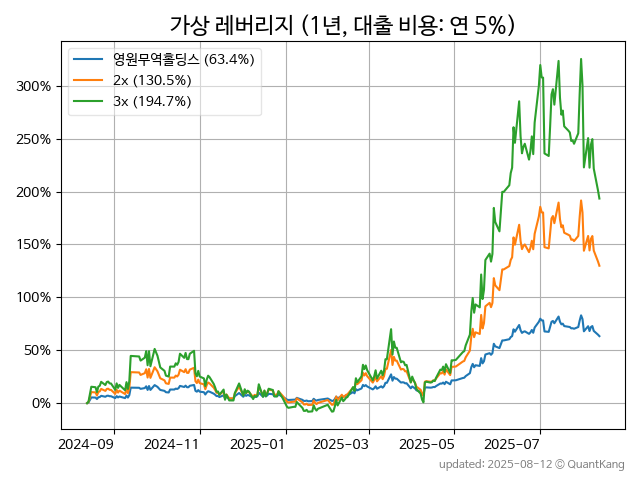 가상 레버리지 (1년, 대출 비용: 연 5%)
영원무역홀딩스 (63.4%)
2x (130.5%)
3x (194.7%)
300%
250%
200%
150%
100%
50%
0%
2024-09 2024-11 2025-01 2025-03 2025-05 2025-07
updated: 2025-08-12 © QuantKang